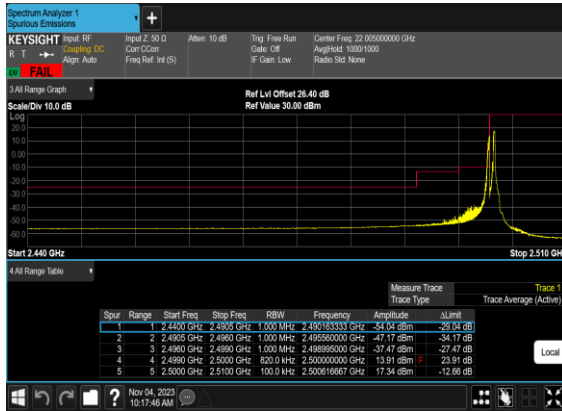 Spectrum Analyzer 1
Spurious Emissions
+
KEYSIGHT Input: RF Input Z: 50 Ω Atten: 10 dB Trig: Free Run Center Freq: 22.005000000 GHz
R T Coupling: DC Corr CCorr Gate: Off Avg|Hold: 1000/1000
Align: Auto Freq Ref: Int (S) IF Gain: Low Radio Std: None
LV FAIL
3 All Range Graph
Ref Lvl Offset 26.40 dB
Scale/Div 10.0 dB Ref Value 30.00 dBm
Log
20.0
10.0
0.00
-10.0
-20.0
-30.0
-40.0
-50.0
-60.0
Start 2.440 GHz Stop 2.510 GH
4 All Range Table
Measure Trace Trace 1
Trace Type Trace Average (Active)
Spur Range Start Freq Stop Freq RBW Frequency Amplitude ΔLimit
1 1 2.4400 GHz 2.4905 GHz 1.000 MHz 2.490163333 GHz -54.04 dBm -29.04 dB
2 2 2.4905 GHz 2.4960 GHz 1.000 MHz 2.495560000 GHz -47.17 dBm -34.17 dB
3 3 2.4960 GHz 2.4990 GHz 1.000 MHz 2.498995000 GHz -37.47 dBm -27.47 dB
4 4 2.4990 GHz 2.5000 GHz 820.0 kHz 2.500000000 GHz 13.91 dBm F 23.91 dB
5 5 2.5000 GHz 2.5100 GHz 100.0 kHz 2.500616667 GHz 17.34 dBm -12.66 dB
Local
? Nov 04, 2023
10:17:46 AM